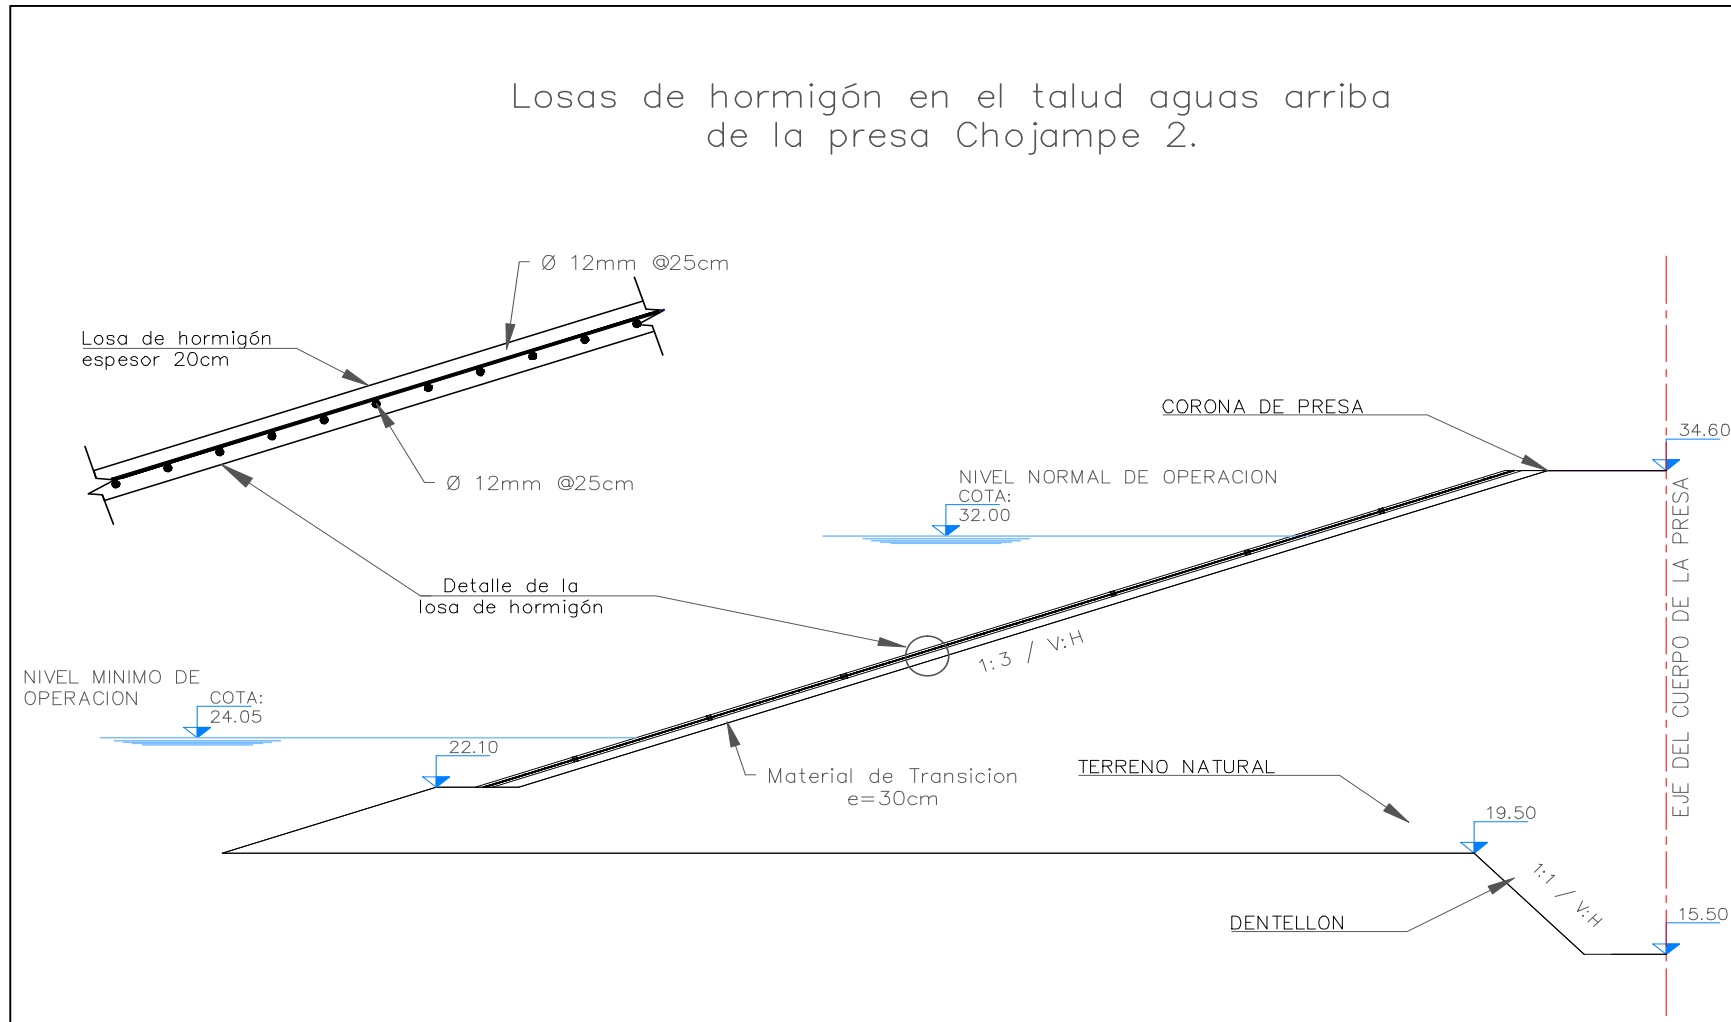 Losas de hormigón en el talud aguas arriba
de la presa Chojampe 2.
Ø 12mm @25cm
Losa de hormigón
espesor 20cm
Ø 12mm @25cm
CORONA DE PRESA
34.60
NIVEL NORMAL DE OPERACION
COTA:
32.00
EJE DEL CUERPO DE LA PRESA
Detalle de la
losa de hormigón
1:3 / V:H
NIVEL MINIMO DE
OPERACION
COTA:
24.05
22.10
Material de Transicion
e=30cm
TERRENO NATURAL
19.50
1:1 / V:H
DENTELLON
15.50